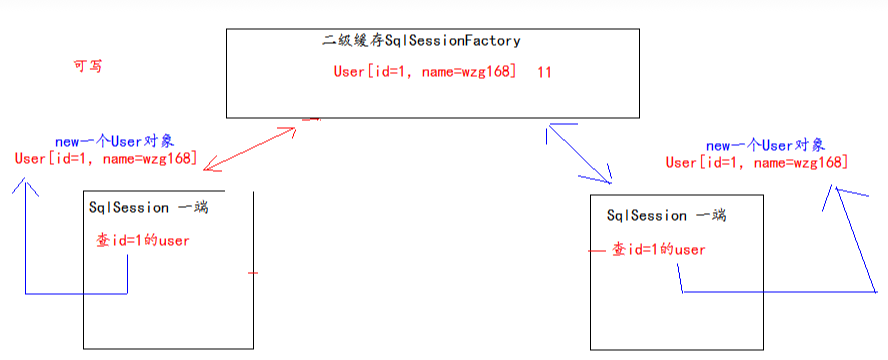 二级缓存SqlSessionFactory
可写
User[id=1, name=wzg168] 11
new一个User对象
User[id=1, name=wzg168]
new一个User对象
User[id=1, name=wzg168]
SqlSession 一端
查id=1的user
SqlSession 一端
查id=1的user